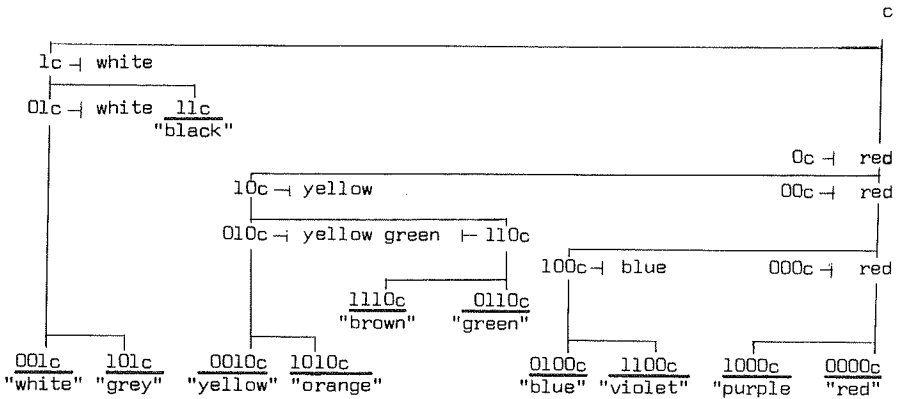 c
1c ⊣ white
01c ⊣ white 11c
"black"
0c ⊣ red
10c ⊣ yellow 00c ⊣ red
010c ⊣ yellow green ⊢ 110c
100c ⊣ blue 000c ⊣ red
1110c 0110c
"brown" "green"
001c 101c 0010c 1010c 0100c 1100c 1000c 0000c
"white" "grey" "yellow" "orange" "blue" "violet" "purple "red"